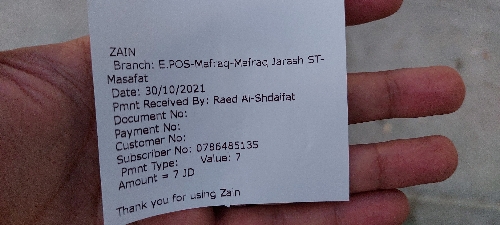 ZAIN
Branch: E.POS-Mafraq-Mafraq Jarash ST-
Masafat
Date: 30/10/2021
Pmnt Received By: Raed Al-Shdaifat
Document No:
Payment No:
Customer No:
Subscriber No: 0786485135
Pmnt Type: Value: 7
Amount = 7 JD
Thank you for using Zain